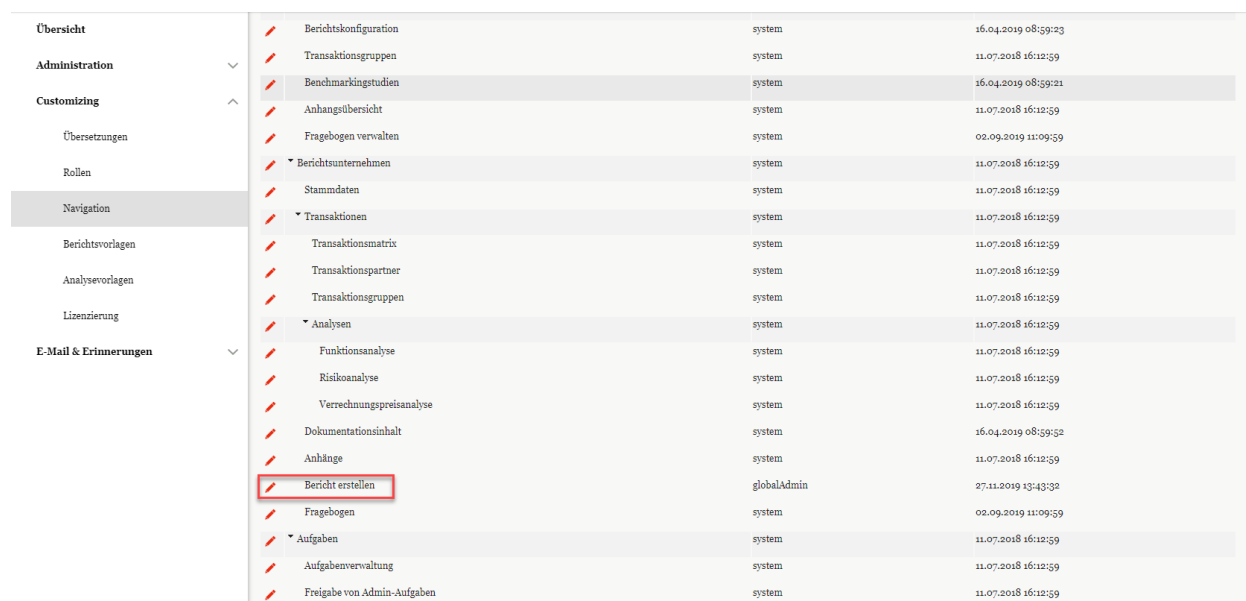 Übersicht
Administration
Customizing
Übersetzungen
Rollen
Navigation
Berichtsvorlagen
Analysevorlagen
Lizenzierung
E-Mail & Erinnerungen
Berichtskonfiguration system 16.04.2019 08:59:23
Transaktionsgruppen system 11.07.2018 16:12:59
Benchmarkingstudien system 16.04.2019 08:59:21
Anhangsübersicht system 11.07.2018 16:12:59
Fragebogen verwalten system 02.09.2019 11:09:59
Berichtsunternehmen system 11.07.2018 16:12:59
Stammdaten system 11.07.2018 16:12:59
Transaktionen system 11.07.2018 16:12:59
Transaktionsmatrix system 11.07.2018 16:12:59
Transaktionspartner system 11.07.2018 16:12:59
Transaktionsgruppen system 11.07.2018 16:12:59
Analysen system 11.07.2018 16:12:59
Funktionsanalyse system 11.07.2018 16:12:59
Risikoanalyse system 11.07.2018 16:12:59
Verrechnungspreisanalyse system 11.07.2018 16:12:59
Dokumentationsinhalt system 16.04.2019 08:59:52
Anhänge system 11.07.2018 16:12:59
Bericht erstellen globalAdmin 27.11.2019 13:43:32
Fragebogen system 02.09.2019 11:09:59
Aufgaben system 11.07.2018 16:12:59
Aufgabenverwaltung system 11.07.2018 16:12:59
Freigabe von Admin-Aufgaben system 11.07.2018 16:12:59